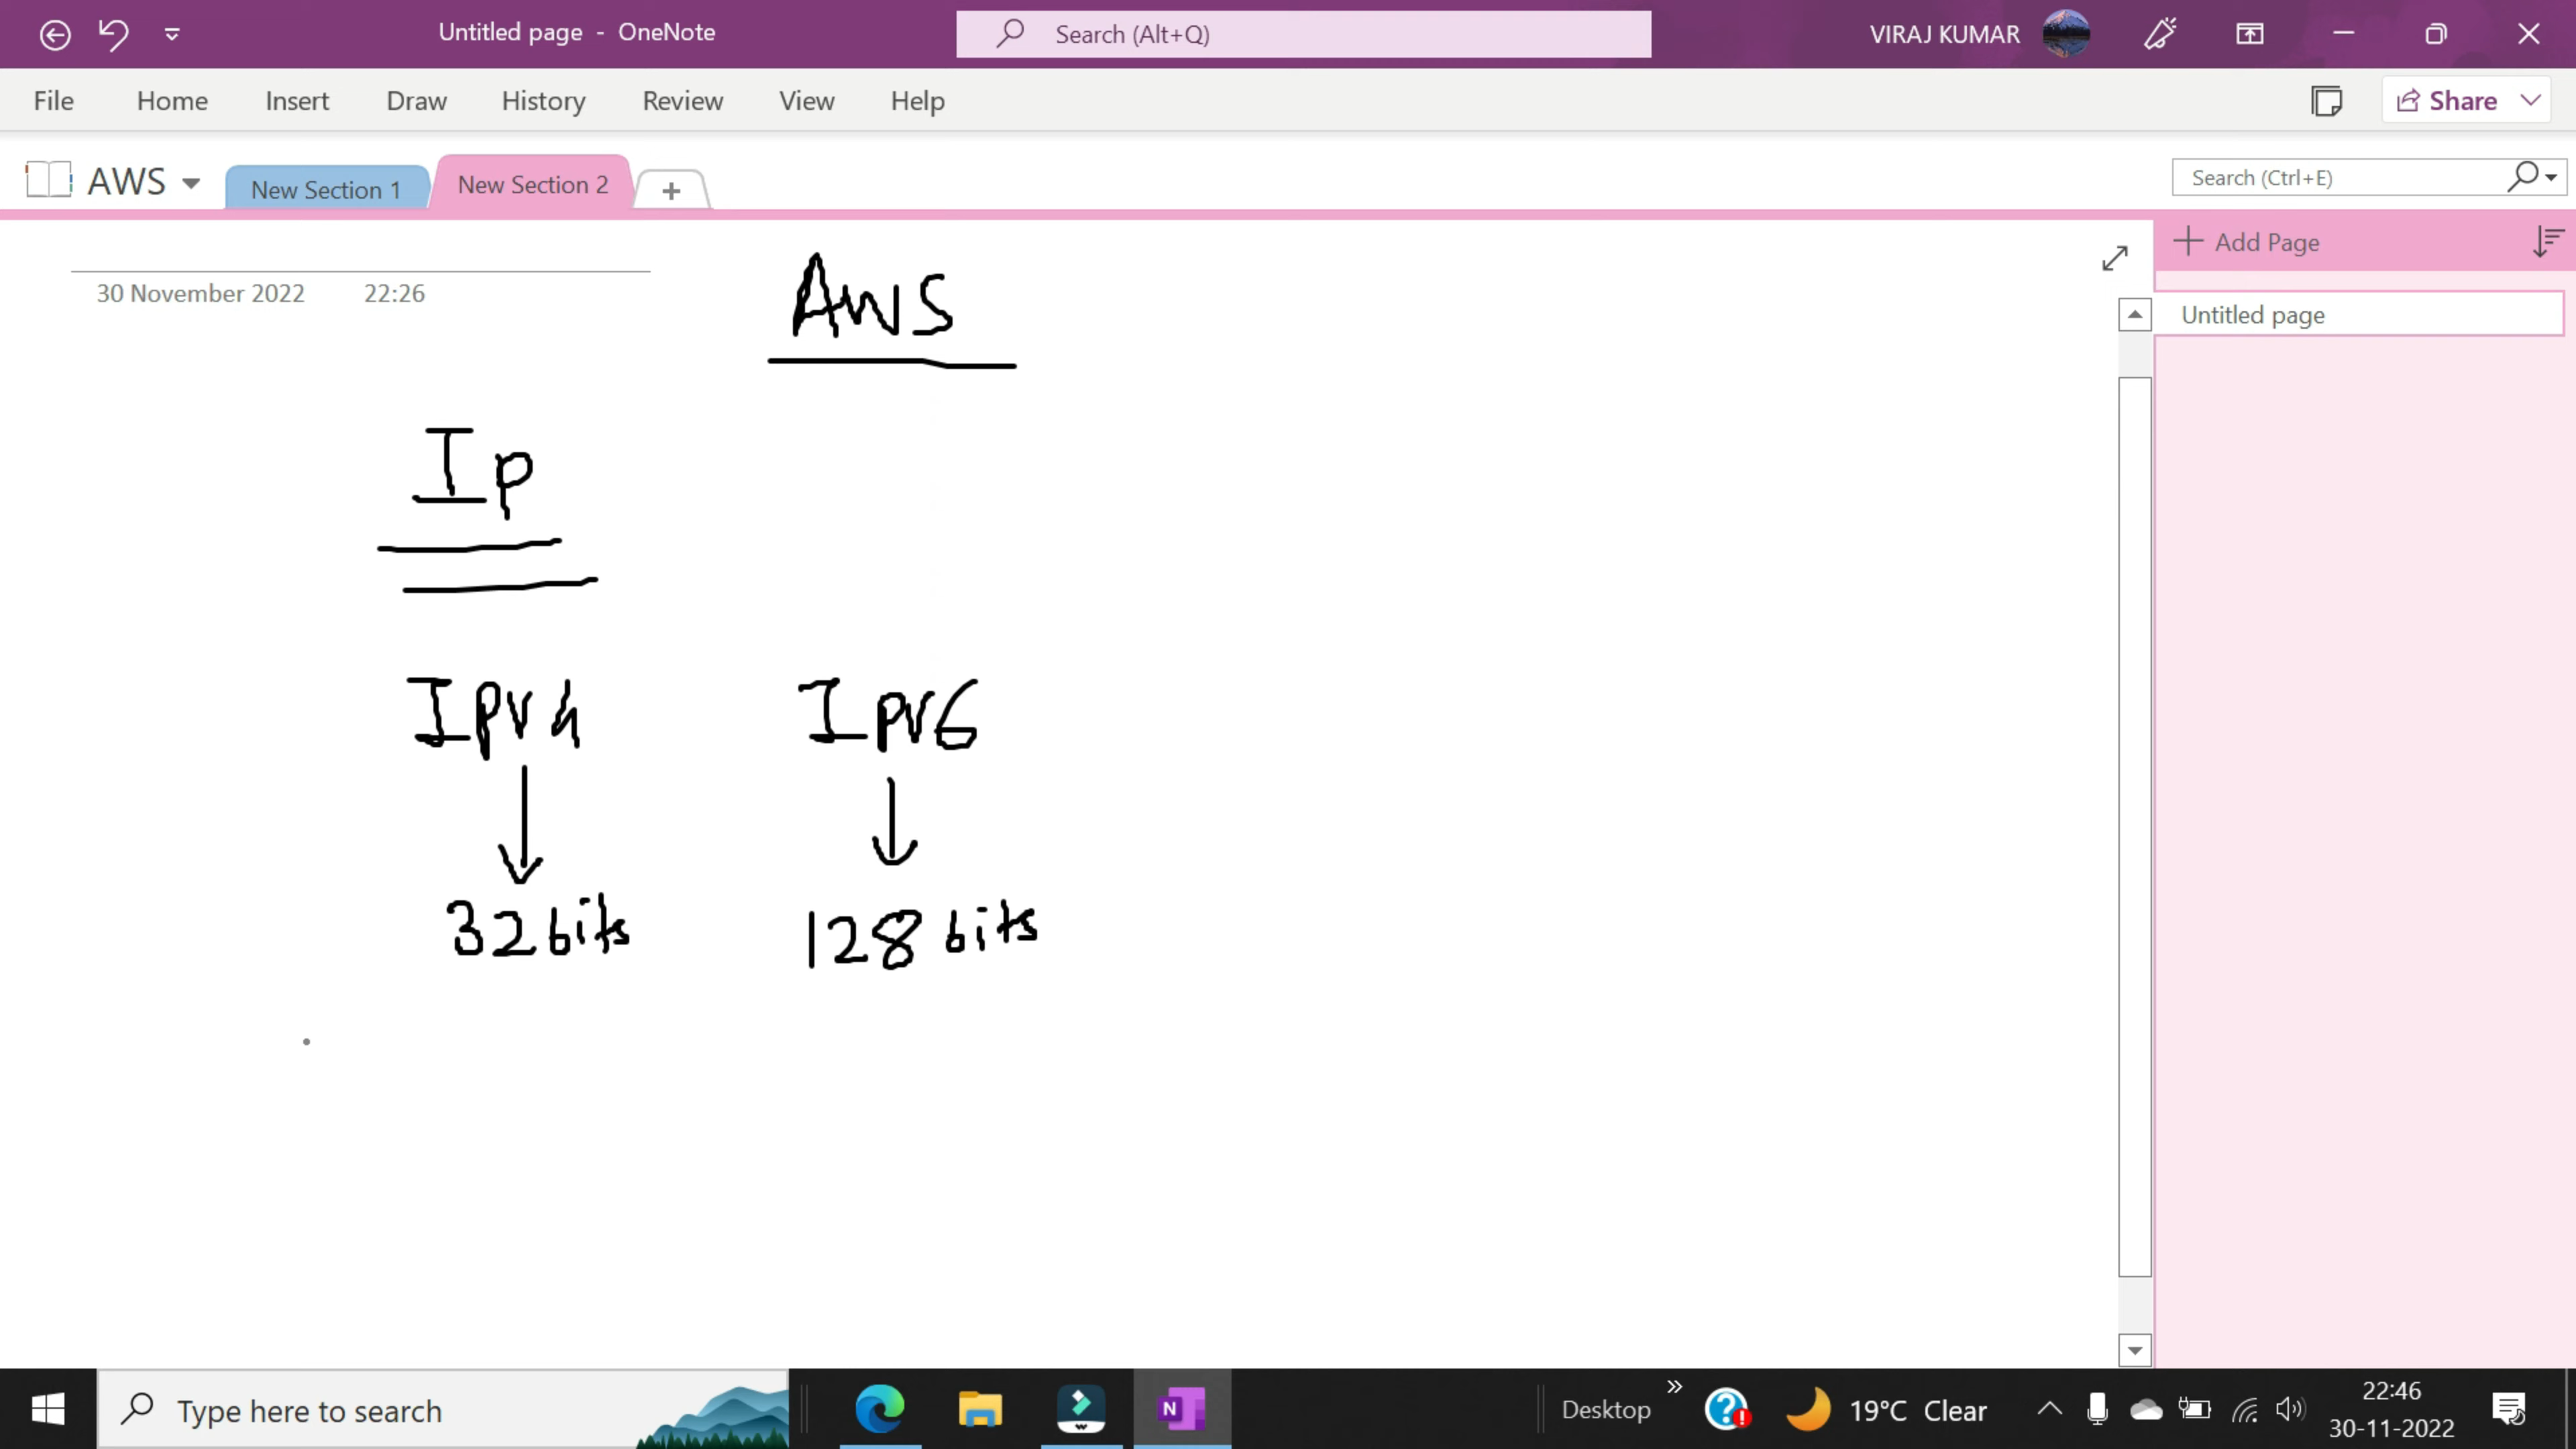 Untitled page - OneNote
Search (Alt+Q)
VIRAJ KUMAR
File Home Insert Draw History Review View Help
Share
AWS
New Section 1
New Section 2
Search (Ctrl+E)
Add Page
Untitled page
30 November 2022 22:26
AWS
Ip
Ipv4 Ipv6
32 bits 128 bits
Type here to search
Desktop
19°C Clear
22:46
30-11-2022